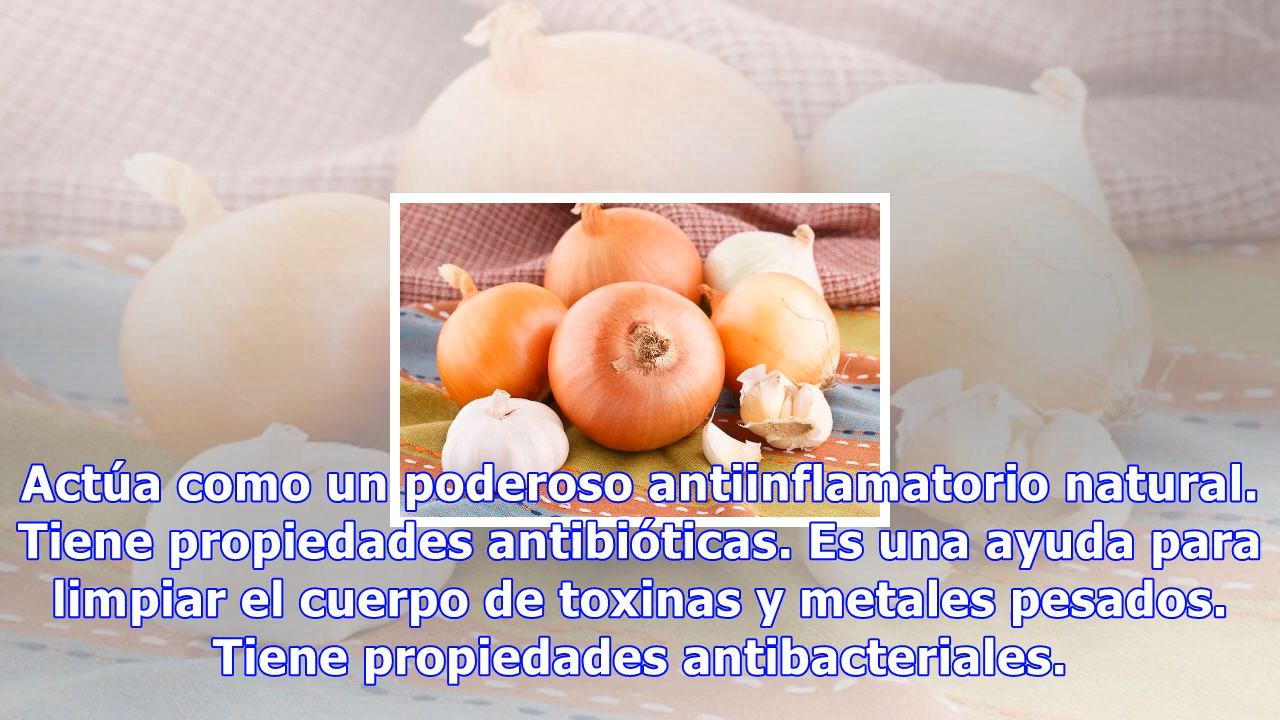 Actúa como un poderoso antiinflamatorio natural.
Tiene propiedades antibióticas. Es una ayuda para
limpiar el cuerpo de toxinas y metales pesados.
Tiene propiedades antibacteriales.